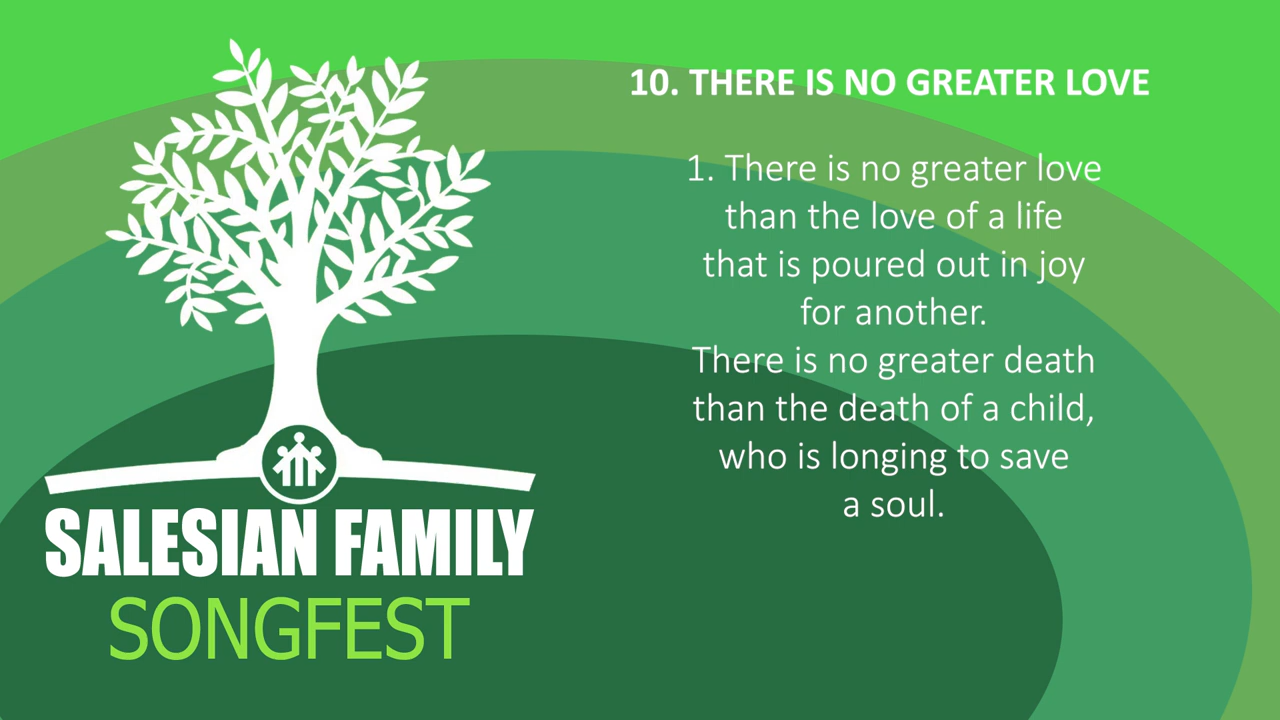 10. THERE IS NO GREATER LOVE
1. There is no greater love
than the love of a life
that is poured out in joy
for another.
There is no greater death
than the death of a child,
who is longing to save
a soul.
SALESIAN FAMILY
SONGFEST